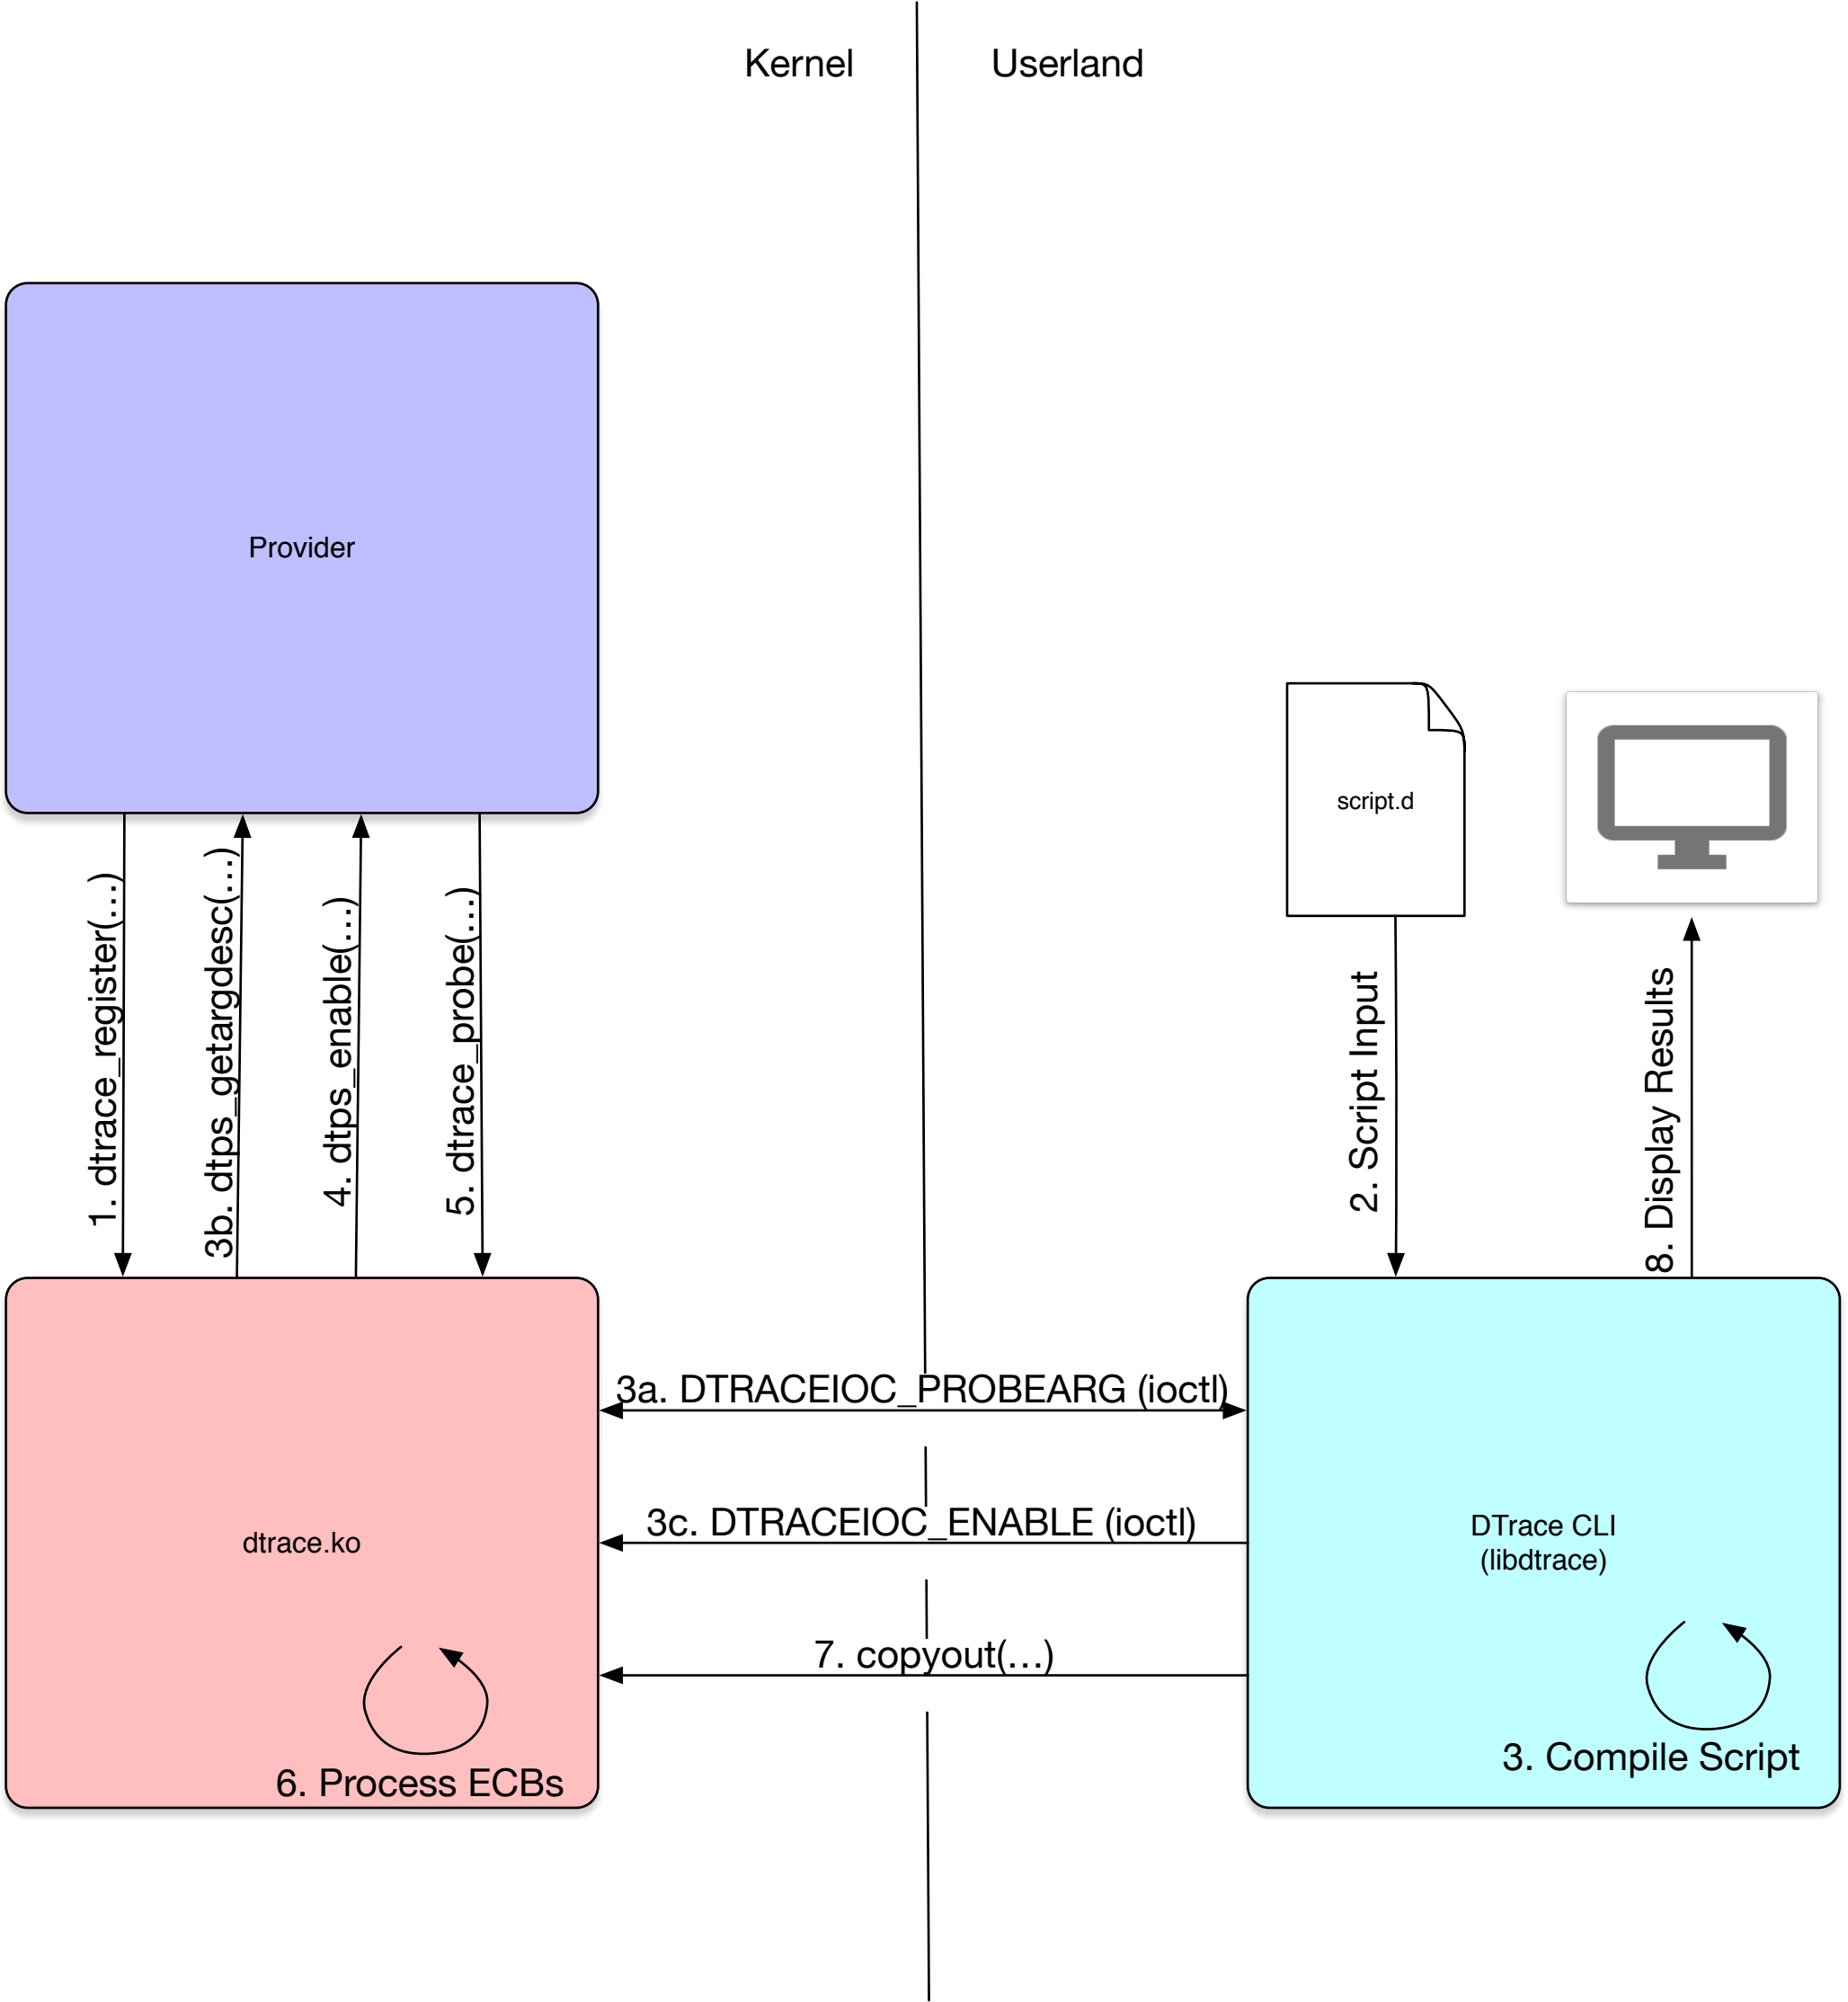 Kernel
Userland
Provider
script.d
1. dtrace_register(...)
3b. dtps_getargdesc(...)
4. dtps_enable(...)
5. dtrace_probe(...)
2. Script Input
8. Display Results
3a. DTRACEIOC_PROBEARG (ioctl)
3c. DTRACEIOC_ENABLE (ioctl)
dtrace.ko
DTrace CLI
(libdtrace)
7. copyout(...)
3. Compile Script
6. Process ECBs